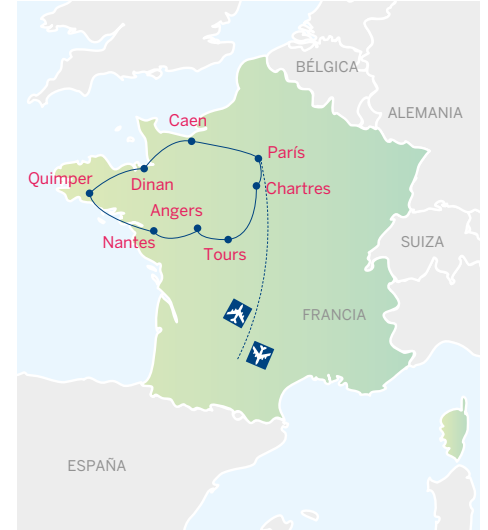 BÉLGICA
ALEMANIA
Caen
París
Quimper
Dinan
Chartres
Angers
Nantes
Tours
SUIZA
FRANCIA
ESPAÑA